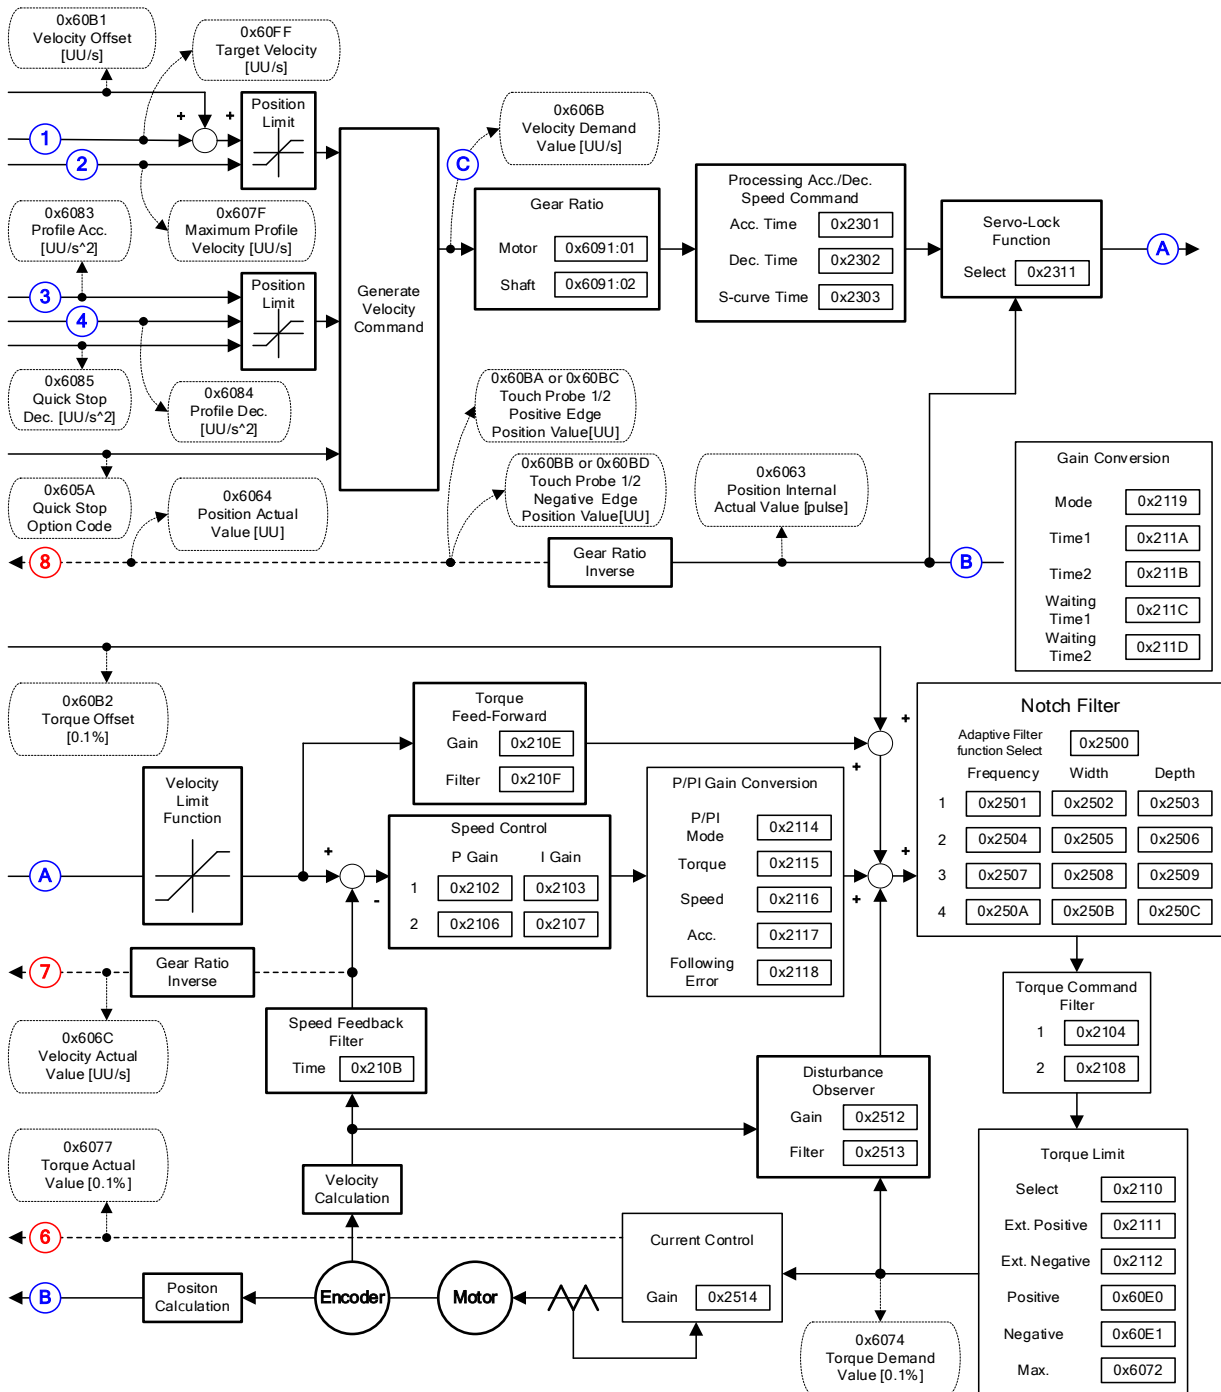 0x60B1
Velocity Offset
[UU/s]
0x60FF
Target Velocity
[UU/s]
+
+
1
2
Position
Limit
0x606B
Velocity Demand
Value [UU/s]
C
0x6083
Profile Acc.
[UU/s^2]
0x607F
Maximum Profile
Velocity [UU/s]
3
4
Position
Limit
Generate
Velocity
Command
Gear Ratio
Motor
0x6091:01
Shaft
0x6091:02
Processing Acc./Dec.
Speed Command
Acc. Time
0x2301
Dec. Time
0x2302
S-curve Time
0x2303
Servo-Lock
Function
Select
0x2311
A
0x6085
Quick Stop
Dec. [UU/s^2]
0x6084
Profile Dec.
[UU/s^2]
0x60BA or 0x60BC
Touch Probe 1/2
Positive Edge
Position Value[UU]
0x60BB or 0x60BD
Touch Probe 1/2
Negative Edge
Position Value[UU]
0x605A
Quick Stop
Option Code
0x6064
Position Actual
Value [UU]
0x6063
Position Internal
Actual Value [pulse]
8
Gear Ratio
Inverse
B
Gain Conversion
Mode
0x2119
Time1
0x211A
Time2
0x211B
Waiting
Time1
0x211C
Waiting
Time2
0x211D
0x60B2
Torque Offset
[0.1%]
Torque
Feed-Forward
Gain
0x210E
Filter
0x210F
+
+
Notch Filter
Adaptive Filter
function Select
0x2500
Frequency Width Depth
1 0x2501 0x2502 0x2503
2 0x2504 0x2505 0x2506
3 0x2507 0x2508 0x2509
4 0x250A 0x250B 0x250C
Velocity
Limit
Function
A
+
-
Speed Control
P Gain I Gain
1 0x2102 0x2103
2 0x2106 0x2107
P/PI Gain Conversion
P/PI
Mode
0x2114
Torque
0x2115
Speed
0x2116
Acc.
0x2117
Following
Error
0x2118
+
+
7
Gear Ratio
Inverse
0x606C
Velocity Actual
Value [UU/s]
Speed Feedback
Filter
Time
0x210B
Torque Command
Filter
1 0x2104
2 0x2108
Disturbance
Observer
Gain
0x2512
Filter
0x2513
0x6077
Torque Actual
Value [0.1%]
Velocity
Calculation
Torque Limit
Select
0x2110
Ext. Positive
0x2111
Ext. Negative
0x2112
Positive
0x60E0
Negative
0x60E1
Max.
0x6072
6
Current Control
Gain
0x2514
B
Positon
Calculation
Encoder
Motor
0x6074
Torque Demand
Value [0.1%]